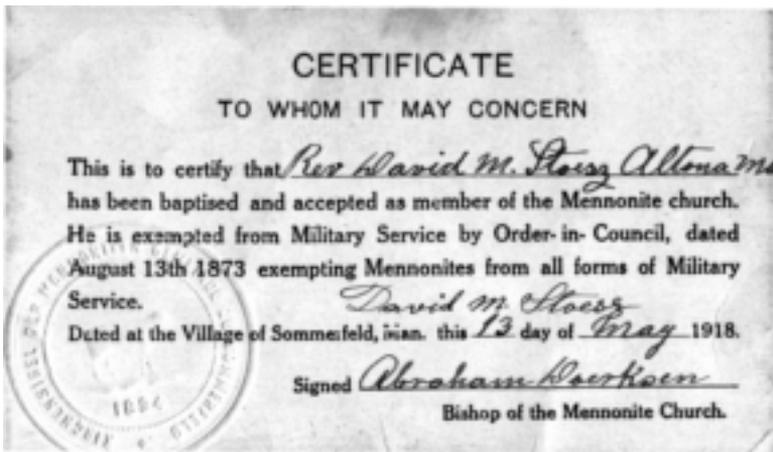 CERTIFICATE
TO WHOM IT MAY CONCERN
This is to certify that Rev David M. Stoesz Altona Ma
has been baptised and accepted as member of the Mennonite church.
He is exempted from Military Service by Order-in-Council, dated
August 13th 1873 exempting Mennonites from all forms of Military
Service.
David M Stoesz
Dated at the Village of Sommerfeld, Man. this 13 day of May 1918.
Signed Abraham Doerksen
Bishop of the Mennonite Church.
1894